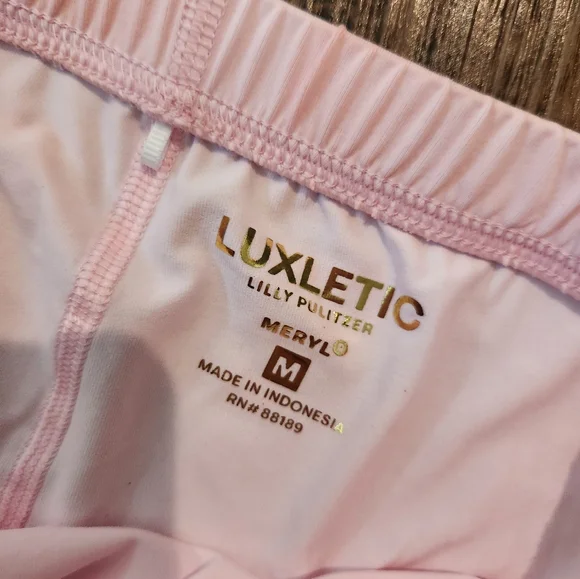 LUXLETIC
LILLY PULITZER
MERYL®
M
MADE IN INDONESIA
RN# 88189